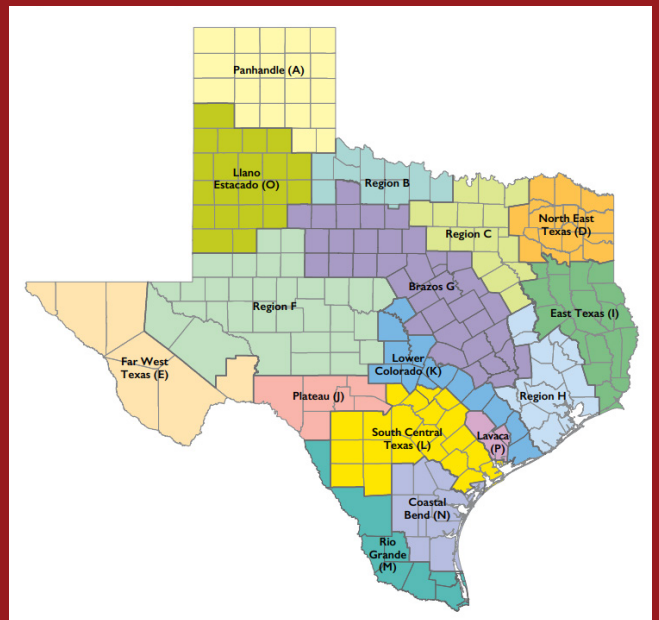 Panhandle (A)
Llano
Estacado (O)
Region B
North East
Texas (D)
Region C
Brazos G
Region F
East Texas (I)
Far West
Texas (E)
Lower
Colorado (K)
Plateau (J)
Region H
South Central
Texas (L)
Lavaca
(P)
Coastal
Bend (N)
Rio
Grande
(M)